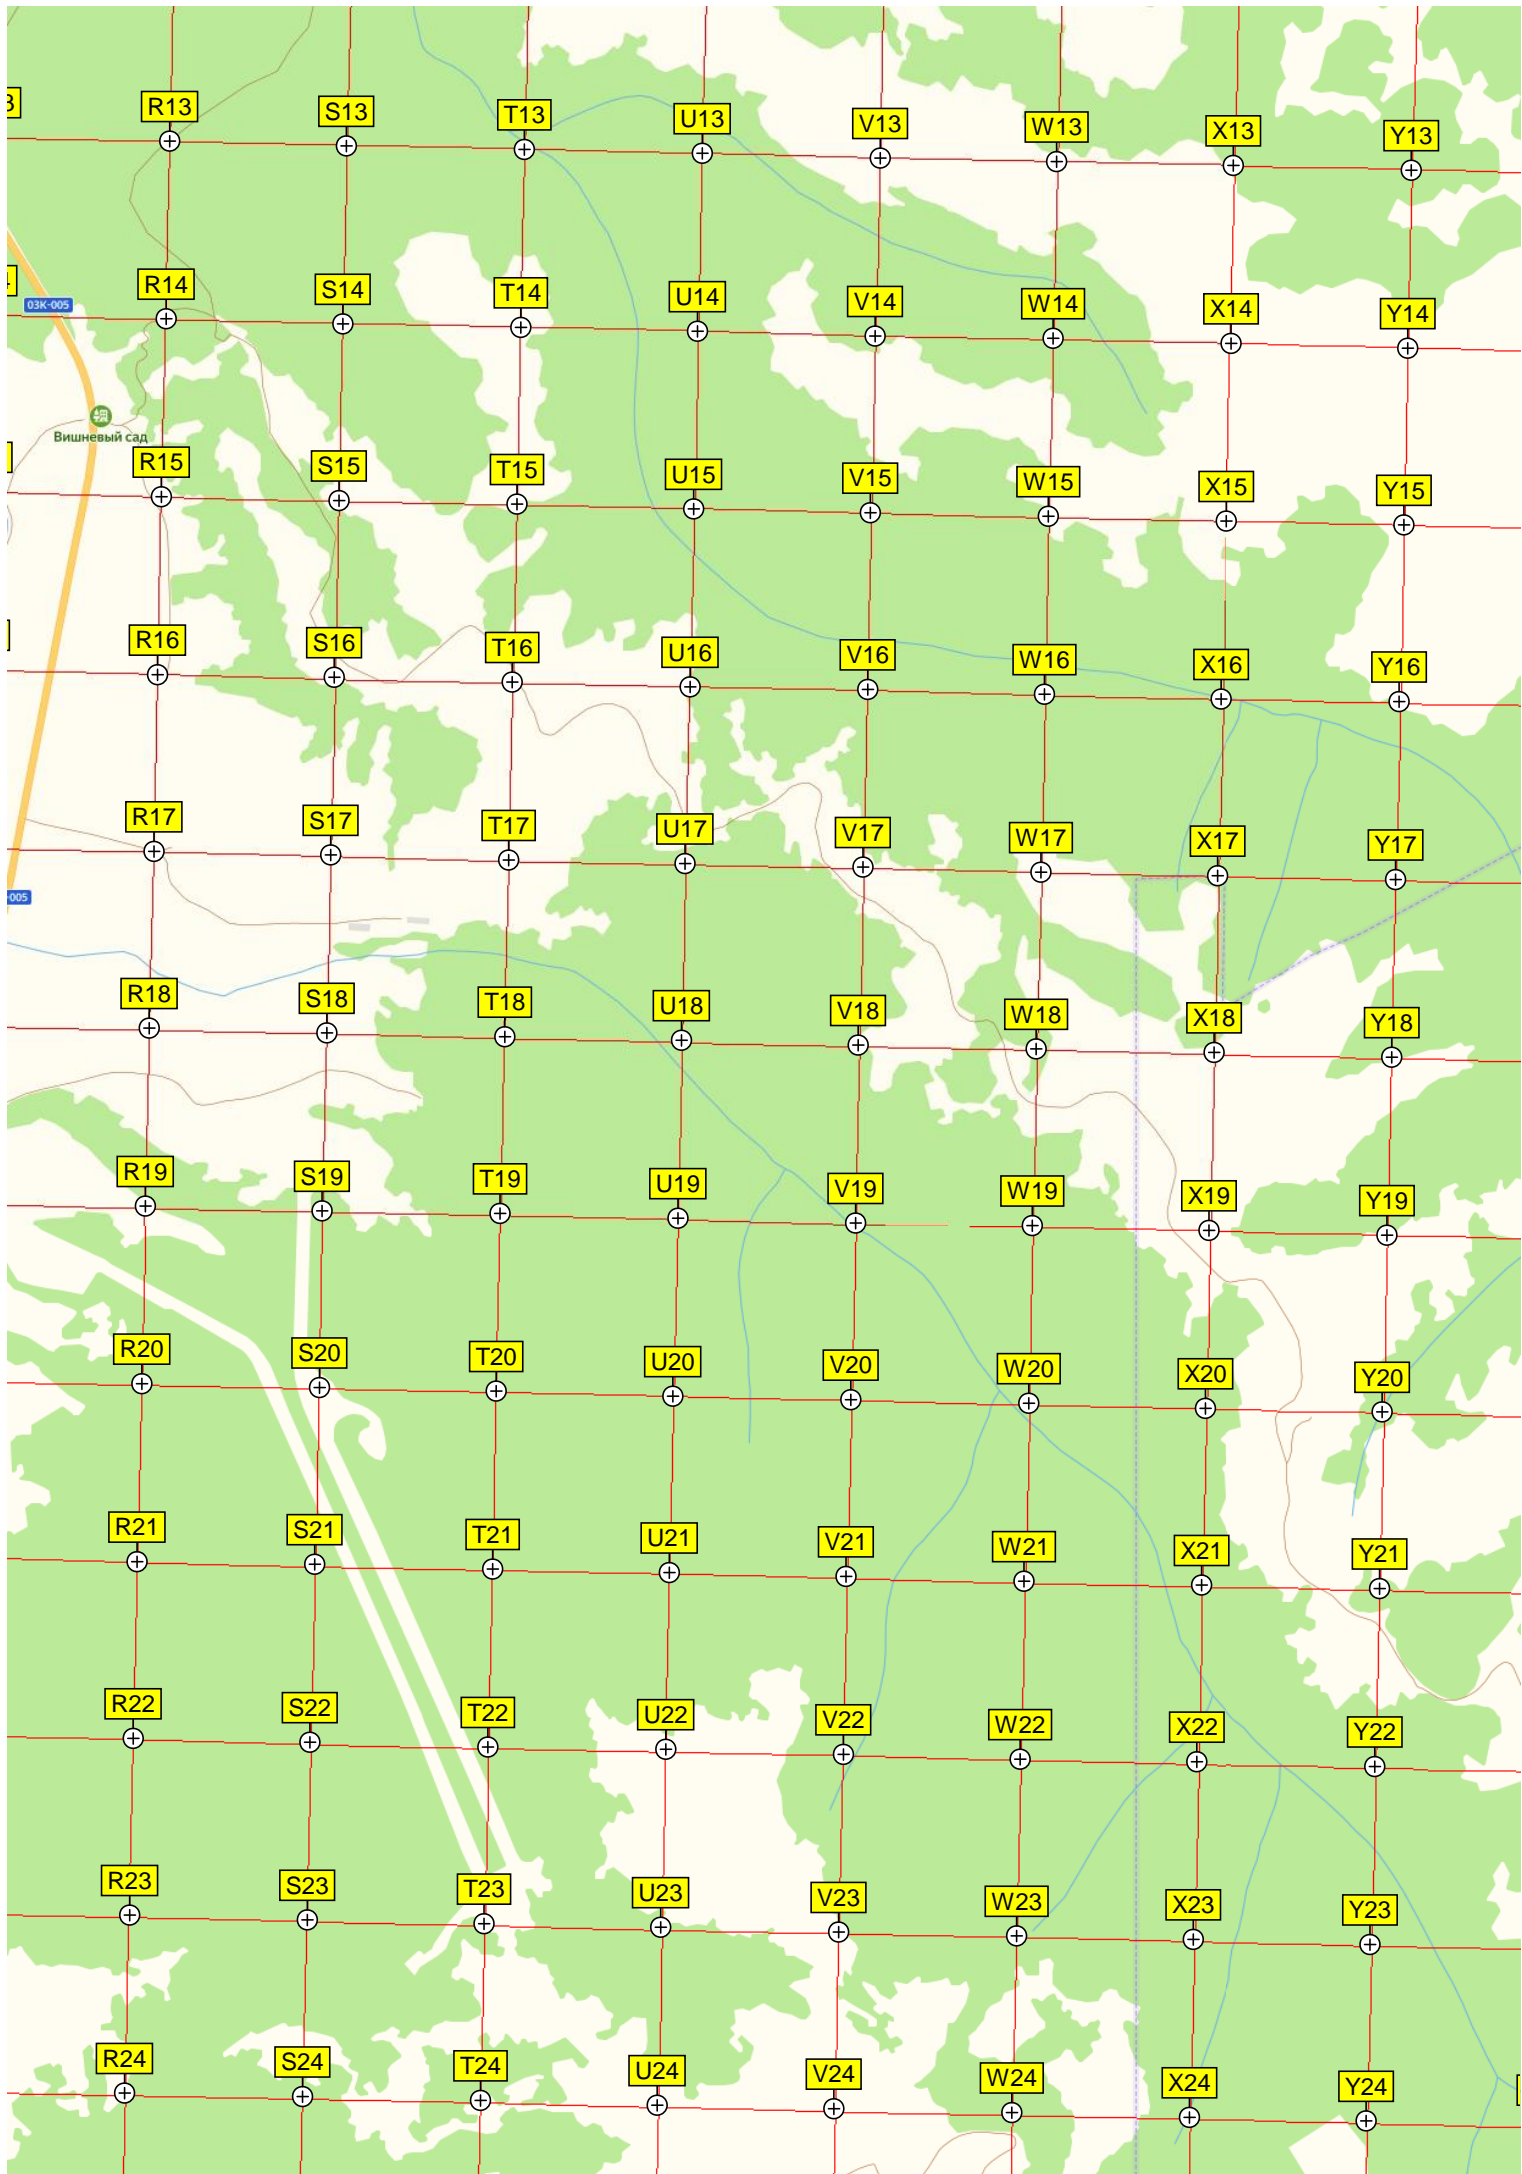 R13 S13 T13 U13 V13 W13 X13 Y13
R14 S14 T14 U14 V14 W14 X14 Y14
03K-005
Вишневый сад
R15 S15 T15 U15 V15 W15 X15 Y15
R16 S16 T16 U16 V16 W16 X16 Y16
R17 S17 T17 U17 V17 W17 X17 Y17
-005
R18 S18 T18 U18 V18 W18 X18 Y18
R19 S19 T19 U19 V19 W19 X19 Y19
R20 S20 T20 U20 V20 W20 X20 Y20
R21 S21 T21 U21 V21 W21 X21 Y21
R22 S22 T22 U22 V22 W22 X22 Y22
R23 S23 T23 U23 V23 W23 X23 Y23
R24 S24 T24 U24 V24 W24 X24 Y24